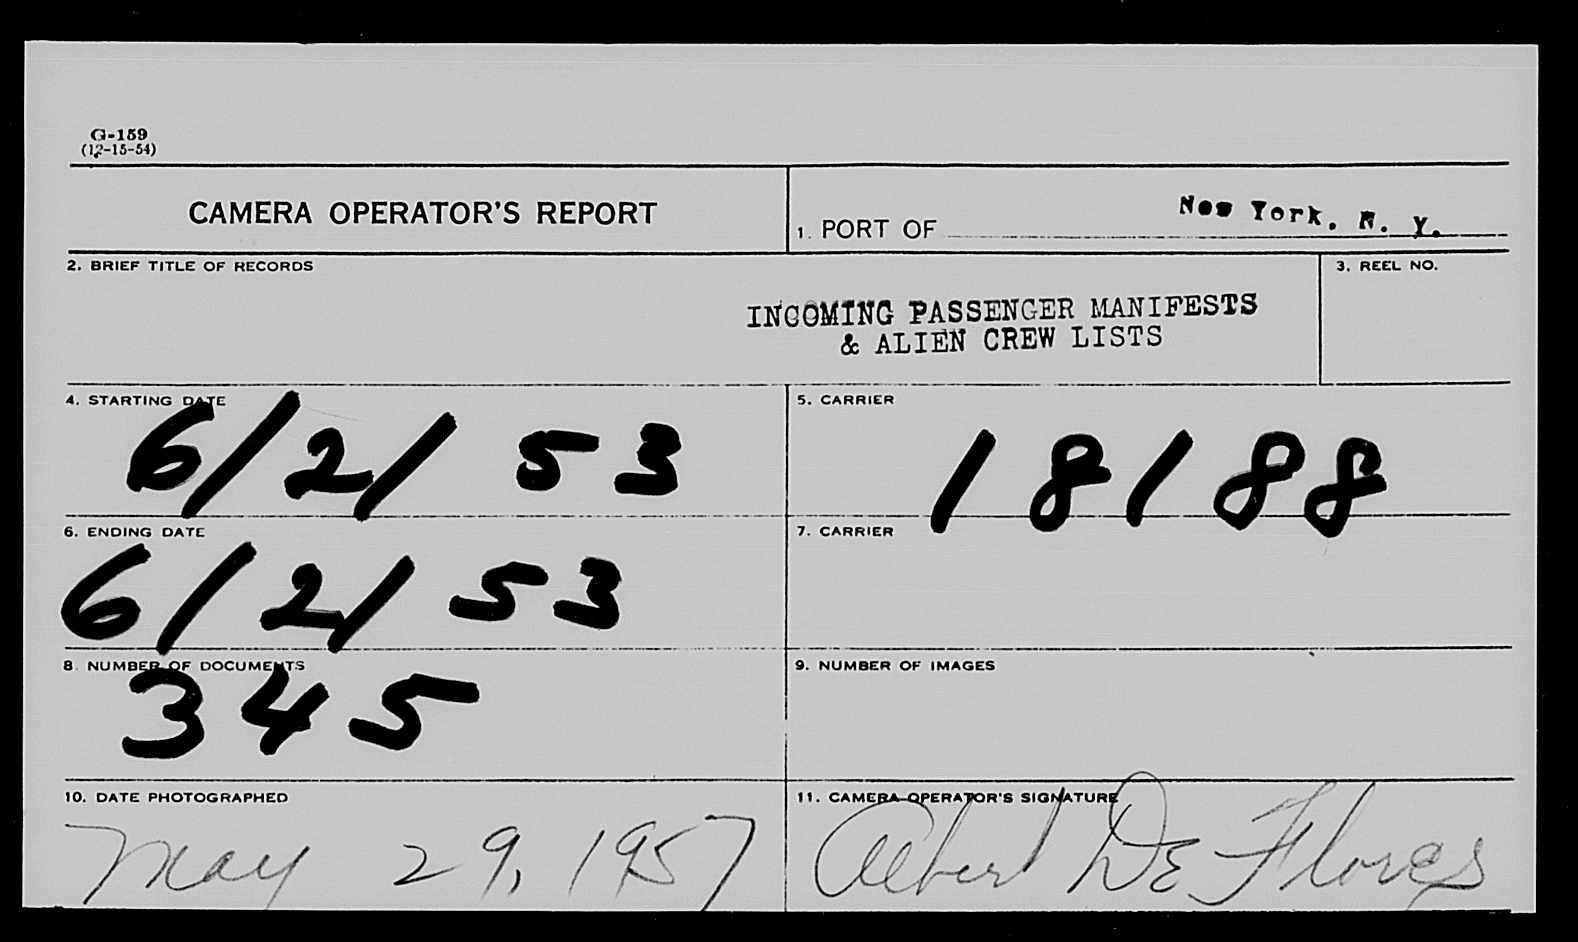 G-159
(12-15-54)
CAMERA OPERATOR'S REPORT
1. PORT OF New York, N. Y.
2. BRIEF TITLE OF RECORDS
INCOMING PASSENGER MANIFESTS
& ALIEN CREW LISTS
3. REEL NO.
4. STARTING DATE
6/2/53
5. CARRIER
18188
6. ENDING DATE
6/2/53
7. CARRIER
8. NUMBER OF DOCUMENTS
345
9. NUMBER OF IMAGES
10. DATE PHOTOGRAPHED
May 29, 1957
11. CAMERA OPERATOR'S SIGNATURE
Albert De Flores